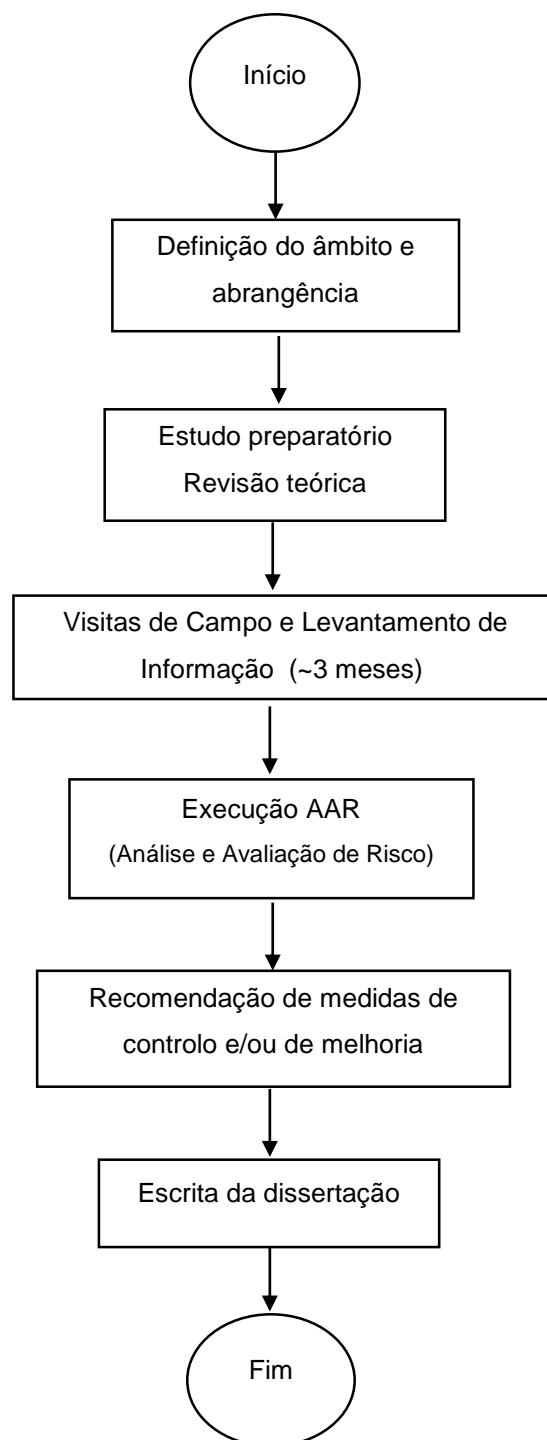 Início
Definição do âmbito e
abrangência
Estudo preparatório
Revisão teórica
Visitas de Campo e Levantamento de
Informação (~3 meses)
Execução AAR
(Análise e Avaliação de Risco)
Recomendação de medidas de
controlo e/ou de melhoria
Escrita da dissertação
Fim